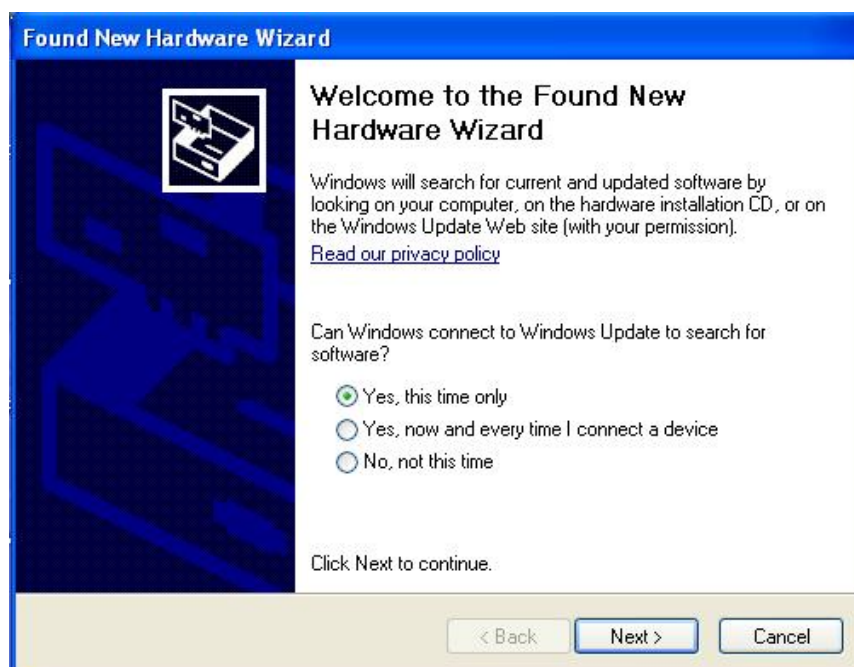 Found New Hardware Wizard
Welcome to the Found New
Hardware Wizard
Windows will search for current and updated software by
looking on your computer, on the hardware installation CD, or on
the Windows Update Web site (with your permission).
Read our privacy policy
Can Windows connect to Windows Update to search for
software?
Yes, this time only
Yes, now and every time I connect a device
No, not this time
Click Next to continue.
< Back Next > Cancel